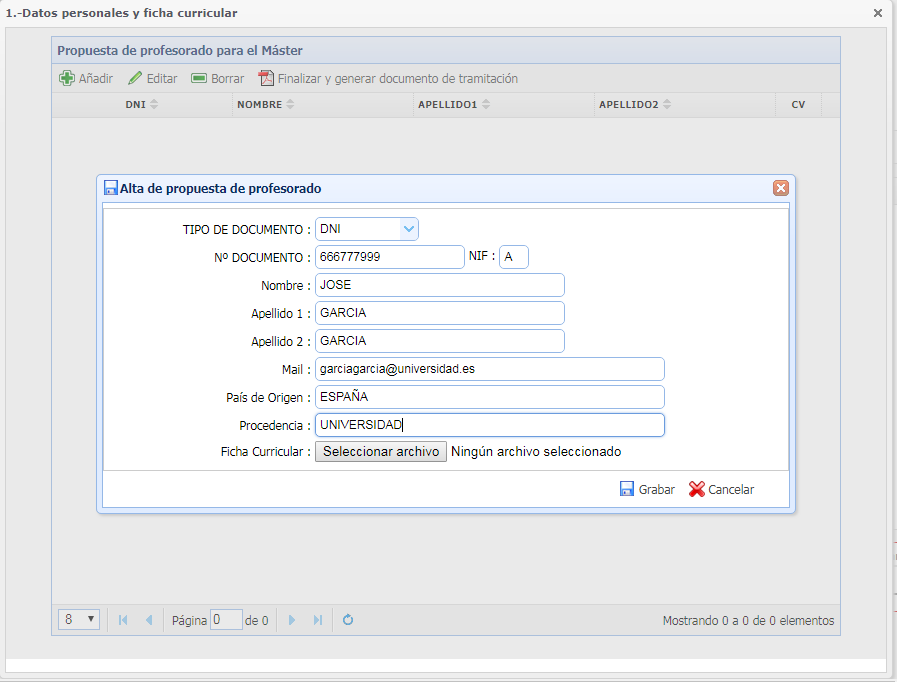 1.-Datos personales y ficha curricular
Propuesta de profesorado para el Máster
Añadir Editar Borrar Finalizar y generar documento de tramitación
DNI NOMBRE APELLIDO1 APELLIDO2 CV
Alta de propuesta de profesorado
TIPO DE DOCUMENTO : DNI
Nº DOCUMENTO : 666777999 NIF : A
Nombre : JOSE
Apellido 1 : GARCIA
Apellido 2 : GARCIA
Mail : garciagarcia@universidad.es
País de Origen : ESPAÑA
Procedencia : UNIVERSIDAD
Ficha Curricular : Seleccionar archivo Ningún archivo seleccionado
Grabar Cancelar
8 Página 0 de 0 Mostrando 0 a 0 de 0 elementos